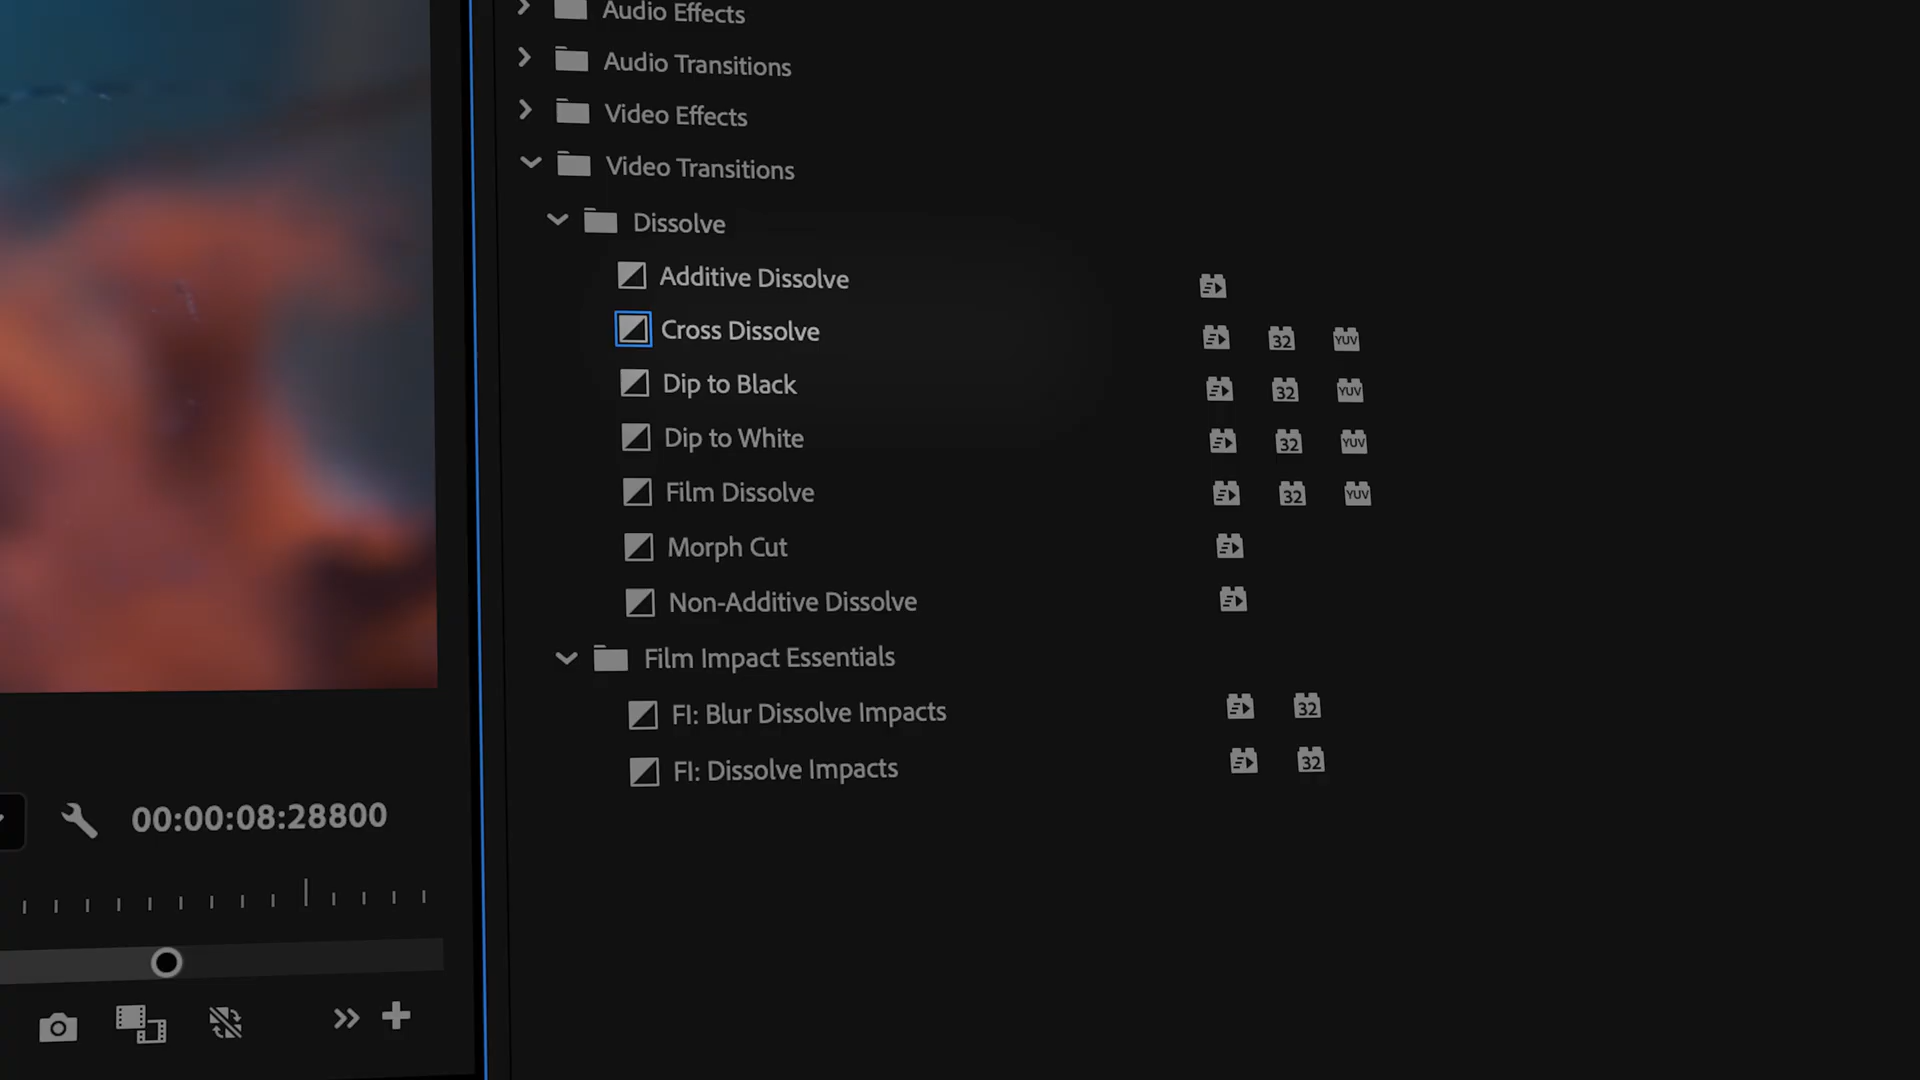 Audio Effects
Audio Transitions
Video Effects
Video Transitions
Dissolve
Additive Dissolve
Cross Dissolve
32 YUV
Dip to Black
32 YUV
Dip to White
32 YUV
Film Dissolve
32 YUV
Morph Cut
Non-Additive Dissolve
Film Impact Essentials
FI: Blur Dissolve Impacts
32
FI: Dissolve Impacts
32
00:00:08:28800